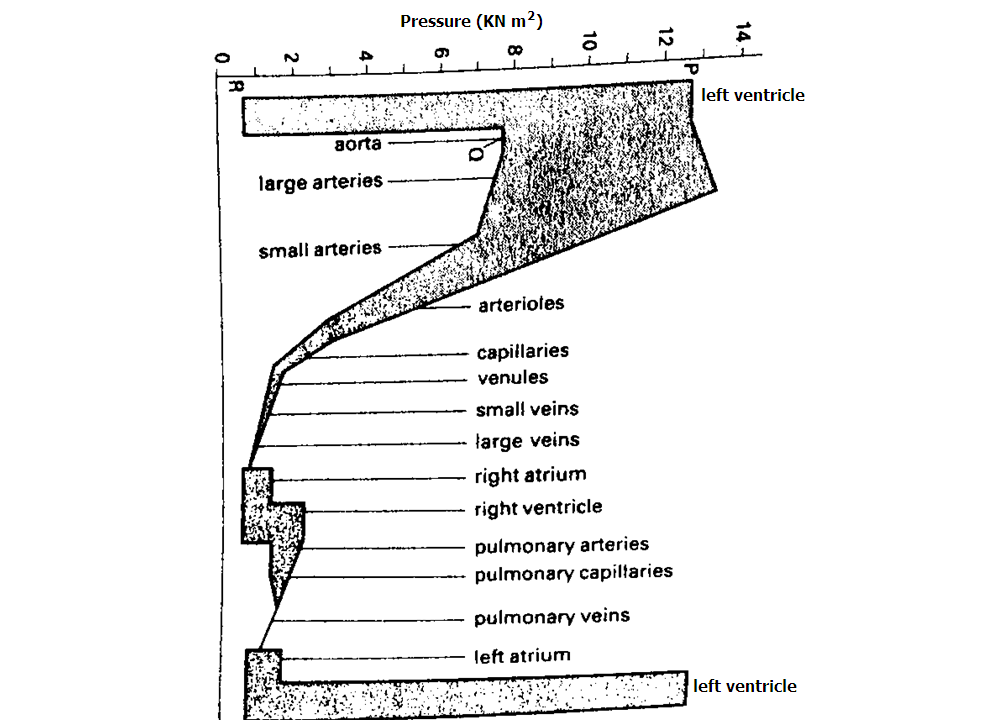 Pressure (KN m²)
0 2 4 6 8 10 12 14
R P
left ventricle
aorta
Q
large arteries
small arteries
arterioles
capillaries
venules
small veins
large veins
right atrium
right ventricle
pulmonary arteries
pulmonary capillaries
pulmonary veins
left atrium
left ventricle